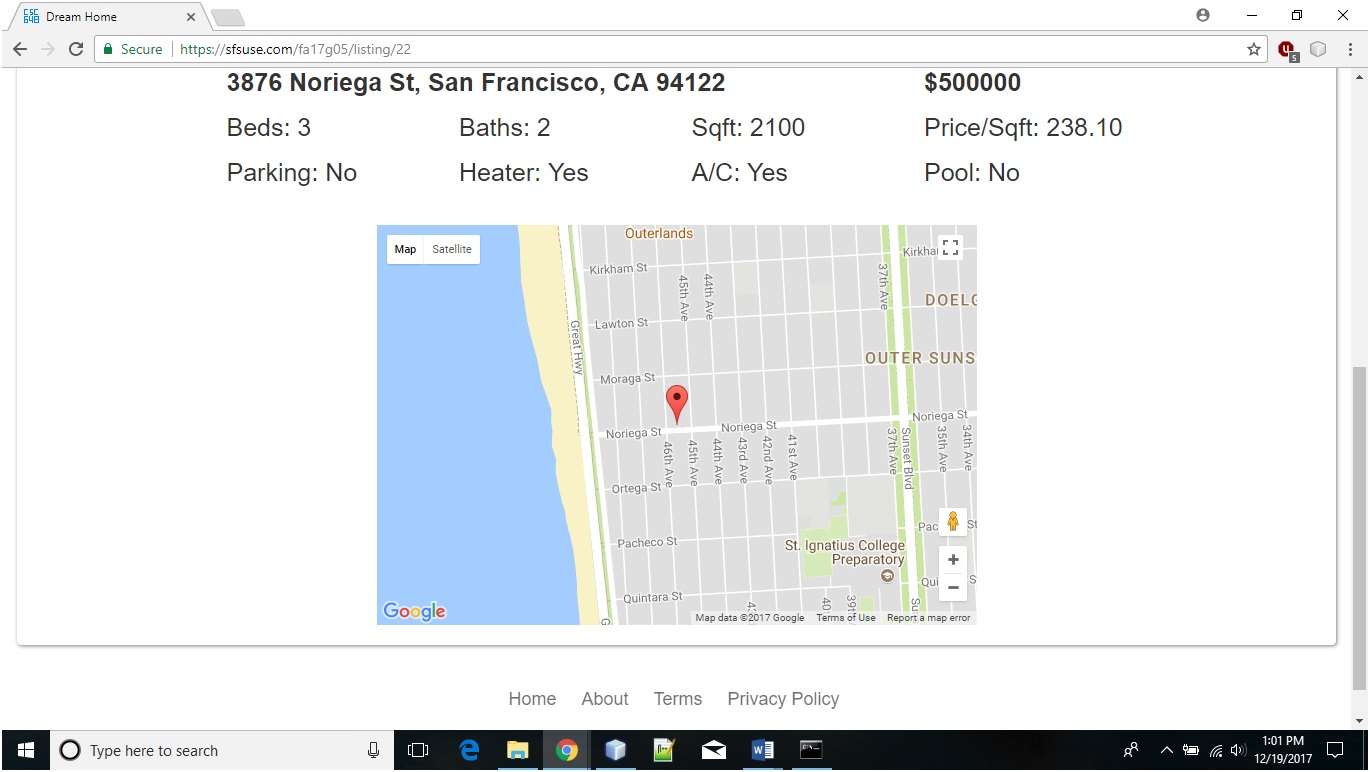 CSC 648 Dream Home
Secure https://sfsuse.com/fa17g05/listing/22
5
3876 Noriega St, San Francisco, CA 94122 $500000
Beds: 3 Baths: 2 Sqft: 2100 Price/Sqft: 238.10
Parking: No Heater: Yes A/C: Yes Pool: No
Outerlands
Map Satellite
Kirkham St Kirkha
45th Ave 44th Ave 37th Ave
DOELG
Lawton St
Great Hwy
OUTER SUNS
Moraga St
Noriega St Noriega St Noriega St
46th Ave 45th Ave 44th Ave 43rd Ave 42nd Ave 41st Ave 37th Ave Sunset Blvd 35th Ave 34th Ave
Ortega St
Pac St
Pacheco St
St. Ignatius College
Preparatory
Qui S
Quintara St
40 39th Su
Google
Map data ©2017 Google Terms of Use Report a map error
Home About Terms Privacy Policy
Type here to search
1:01 PM
12/19/2017